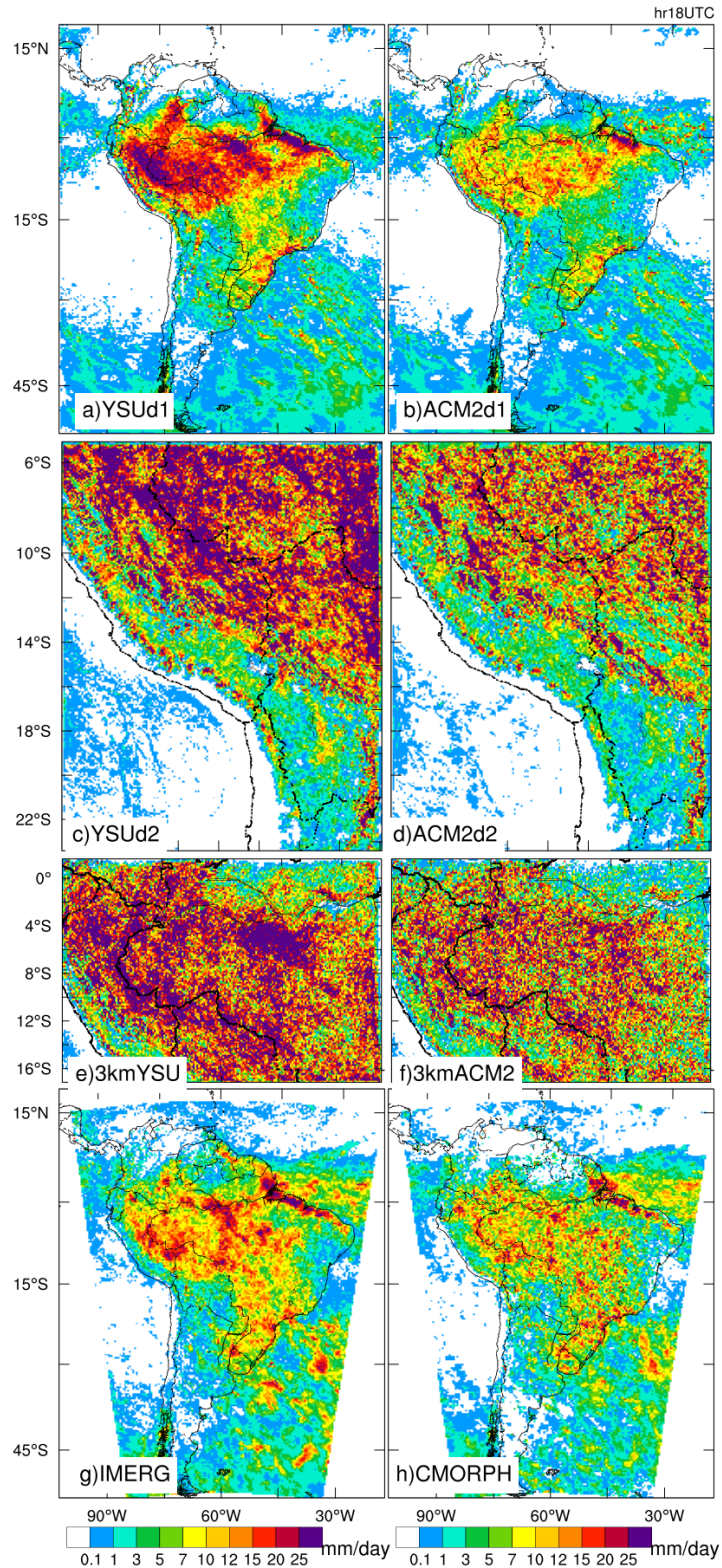 hr18UTC
15°N
15°S
45°S
a)YSUd1
b)ACM2d1
6°S
10°S
14°S
18°S
22°S
c)YSUd2
d)ACM2d2
0°
4°S
8°S
12°S
16°S
e)3kmYSU
f)3kmACM2
15°N
15°S
45°S
g)IMERG
h)CMORPH
90°W 60°W 30°W 90°W 60°W 30°W
0.1 1 3 5 7 10 12 15 20 25 mm/day
0.1 1 3 5 7 10 12 15 20 mm/day